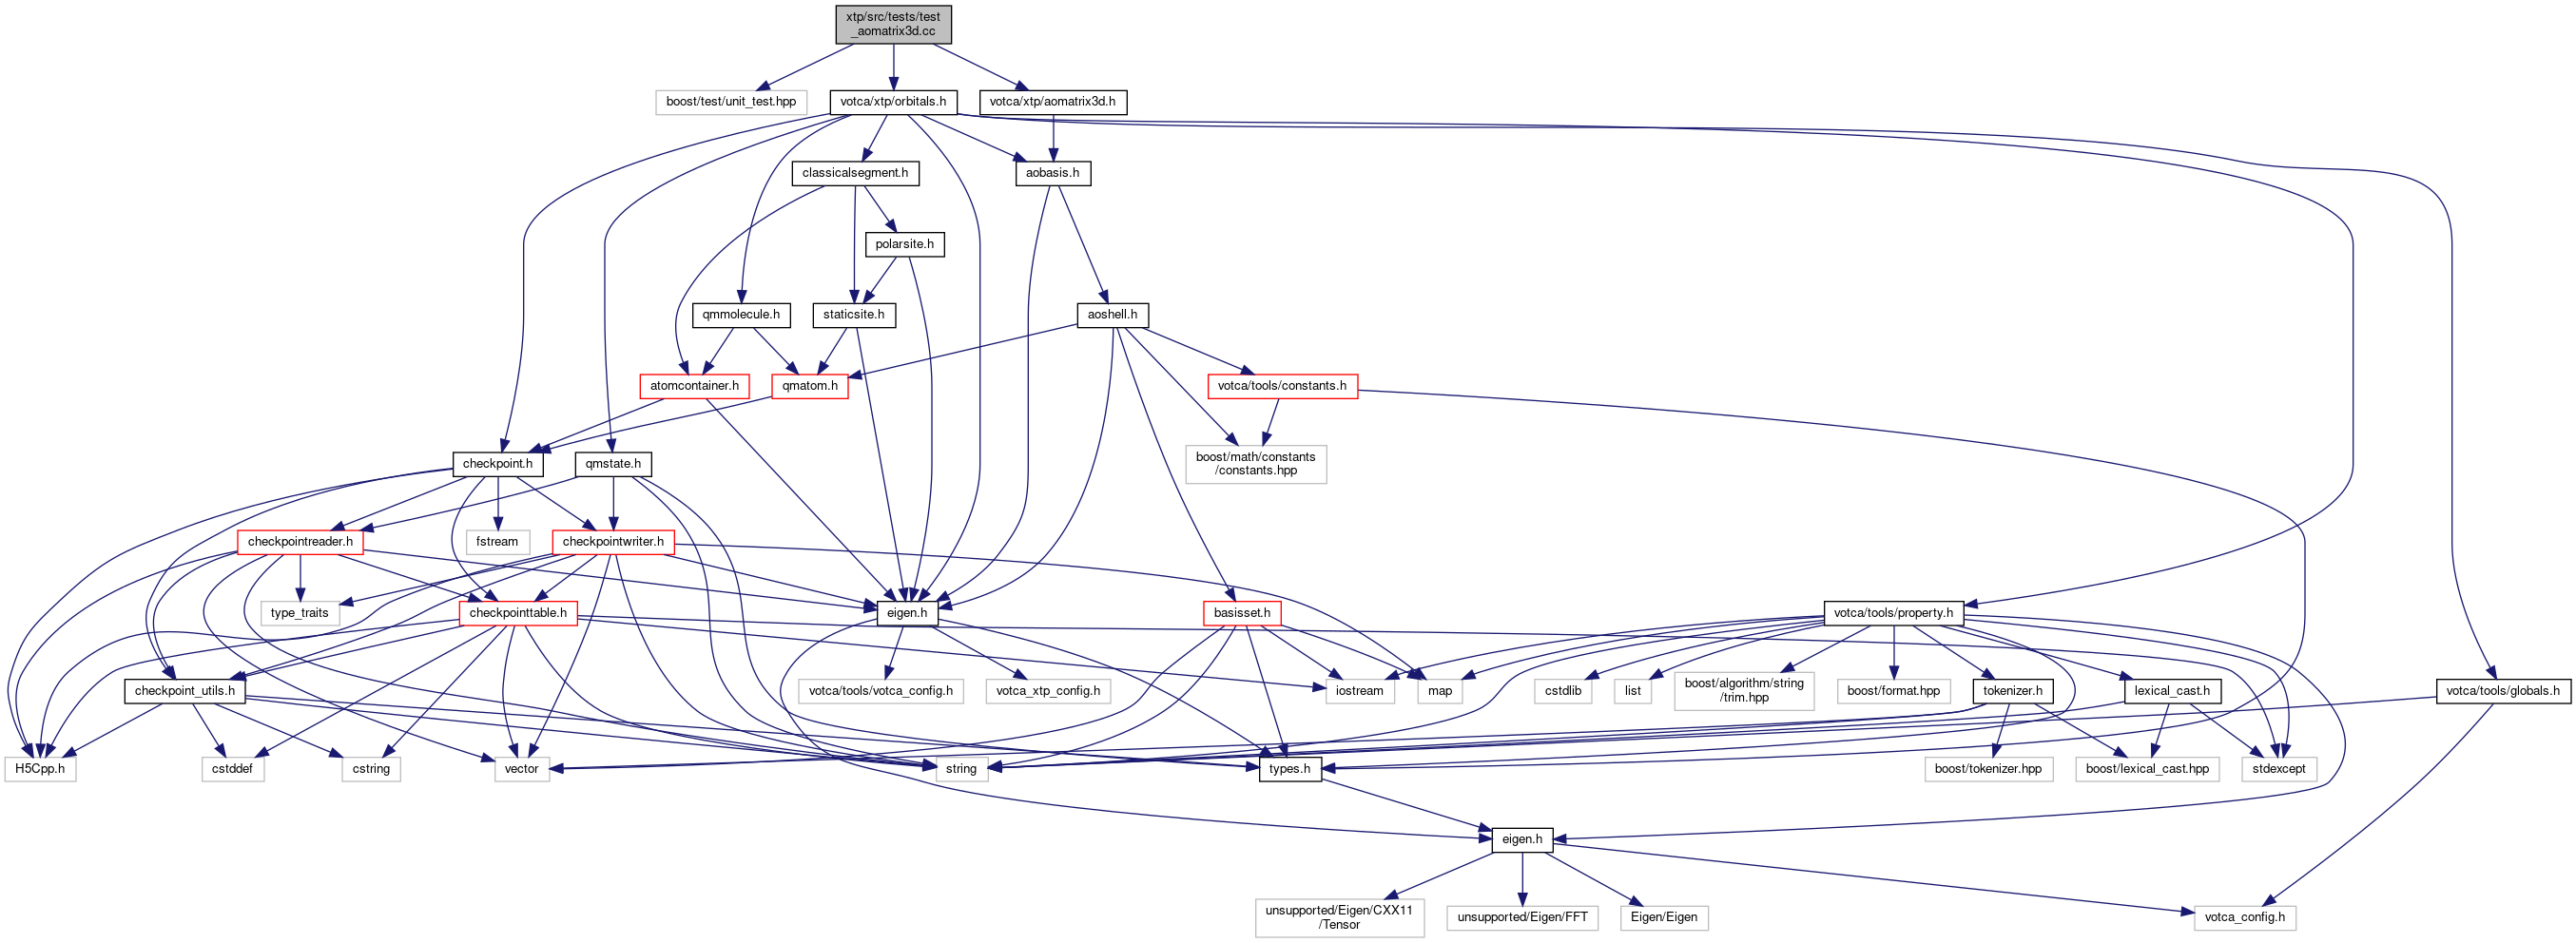 xtp/src/tests/test
_aomatrix3d.cc
boost/test/unit_test.hpp
votca/xtp/orbitals.h
votca/xtp/aomatrix3d.h
classicalsegment.h
aobasis.h
polarsite.h
qmmolecule.h
staticsite.h
aoshell.h
atomcontainer.h
qmatom.h
votca/tools/constants.h
checkpoint.h
qmstate.h
boost/math/constants
/constants.hpp
checkpointreader.h
fstream
checkpointwriter.h
type_traits
checkpointtable.h
eigen.h
basisset.h
votca/tools/property.h
checkpoint_utils.h
votca/tools/votca_config.h
votca_xtp_config.h
iostream
map
cstdlib
list
boost/algorithm/string
/trim.hpp
boost/format.hpp
tokenizer.h
lexical_cast.h
votca/tools/globals.h
H5Cpp.h
cstddef
cstring
vector
string
types.h
boost/tokenizer.hpp
boost/lexical_cast.hpp
stdexcept
eigen.h
unsupported/Eigen/CXX11
/Tensor
unsupported/Eigen/FFT
Eigen/Eigen
votca_config.h